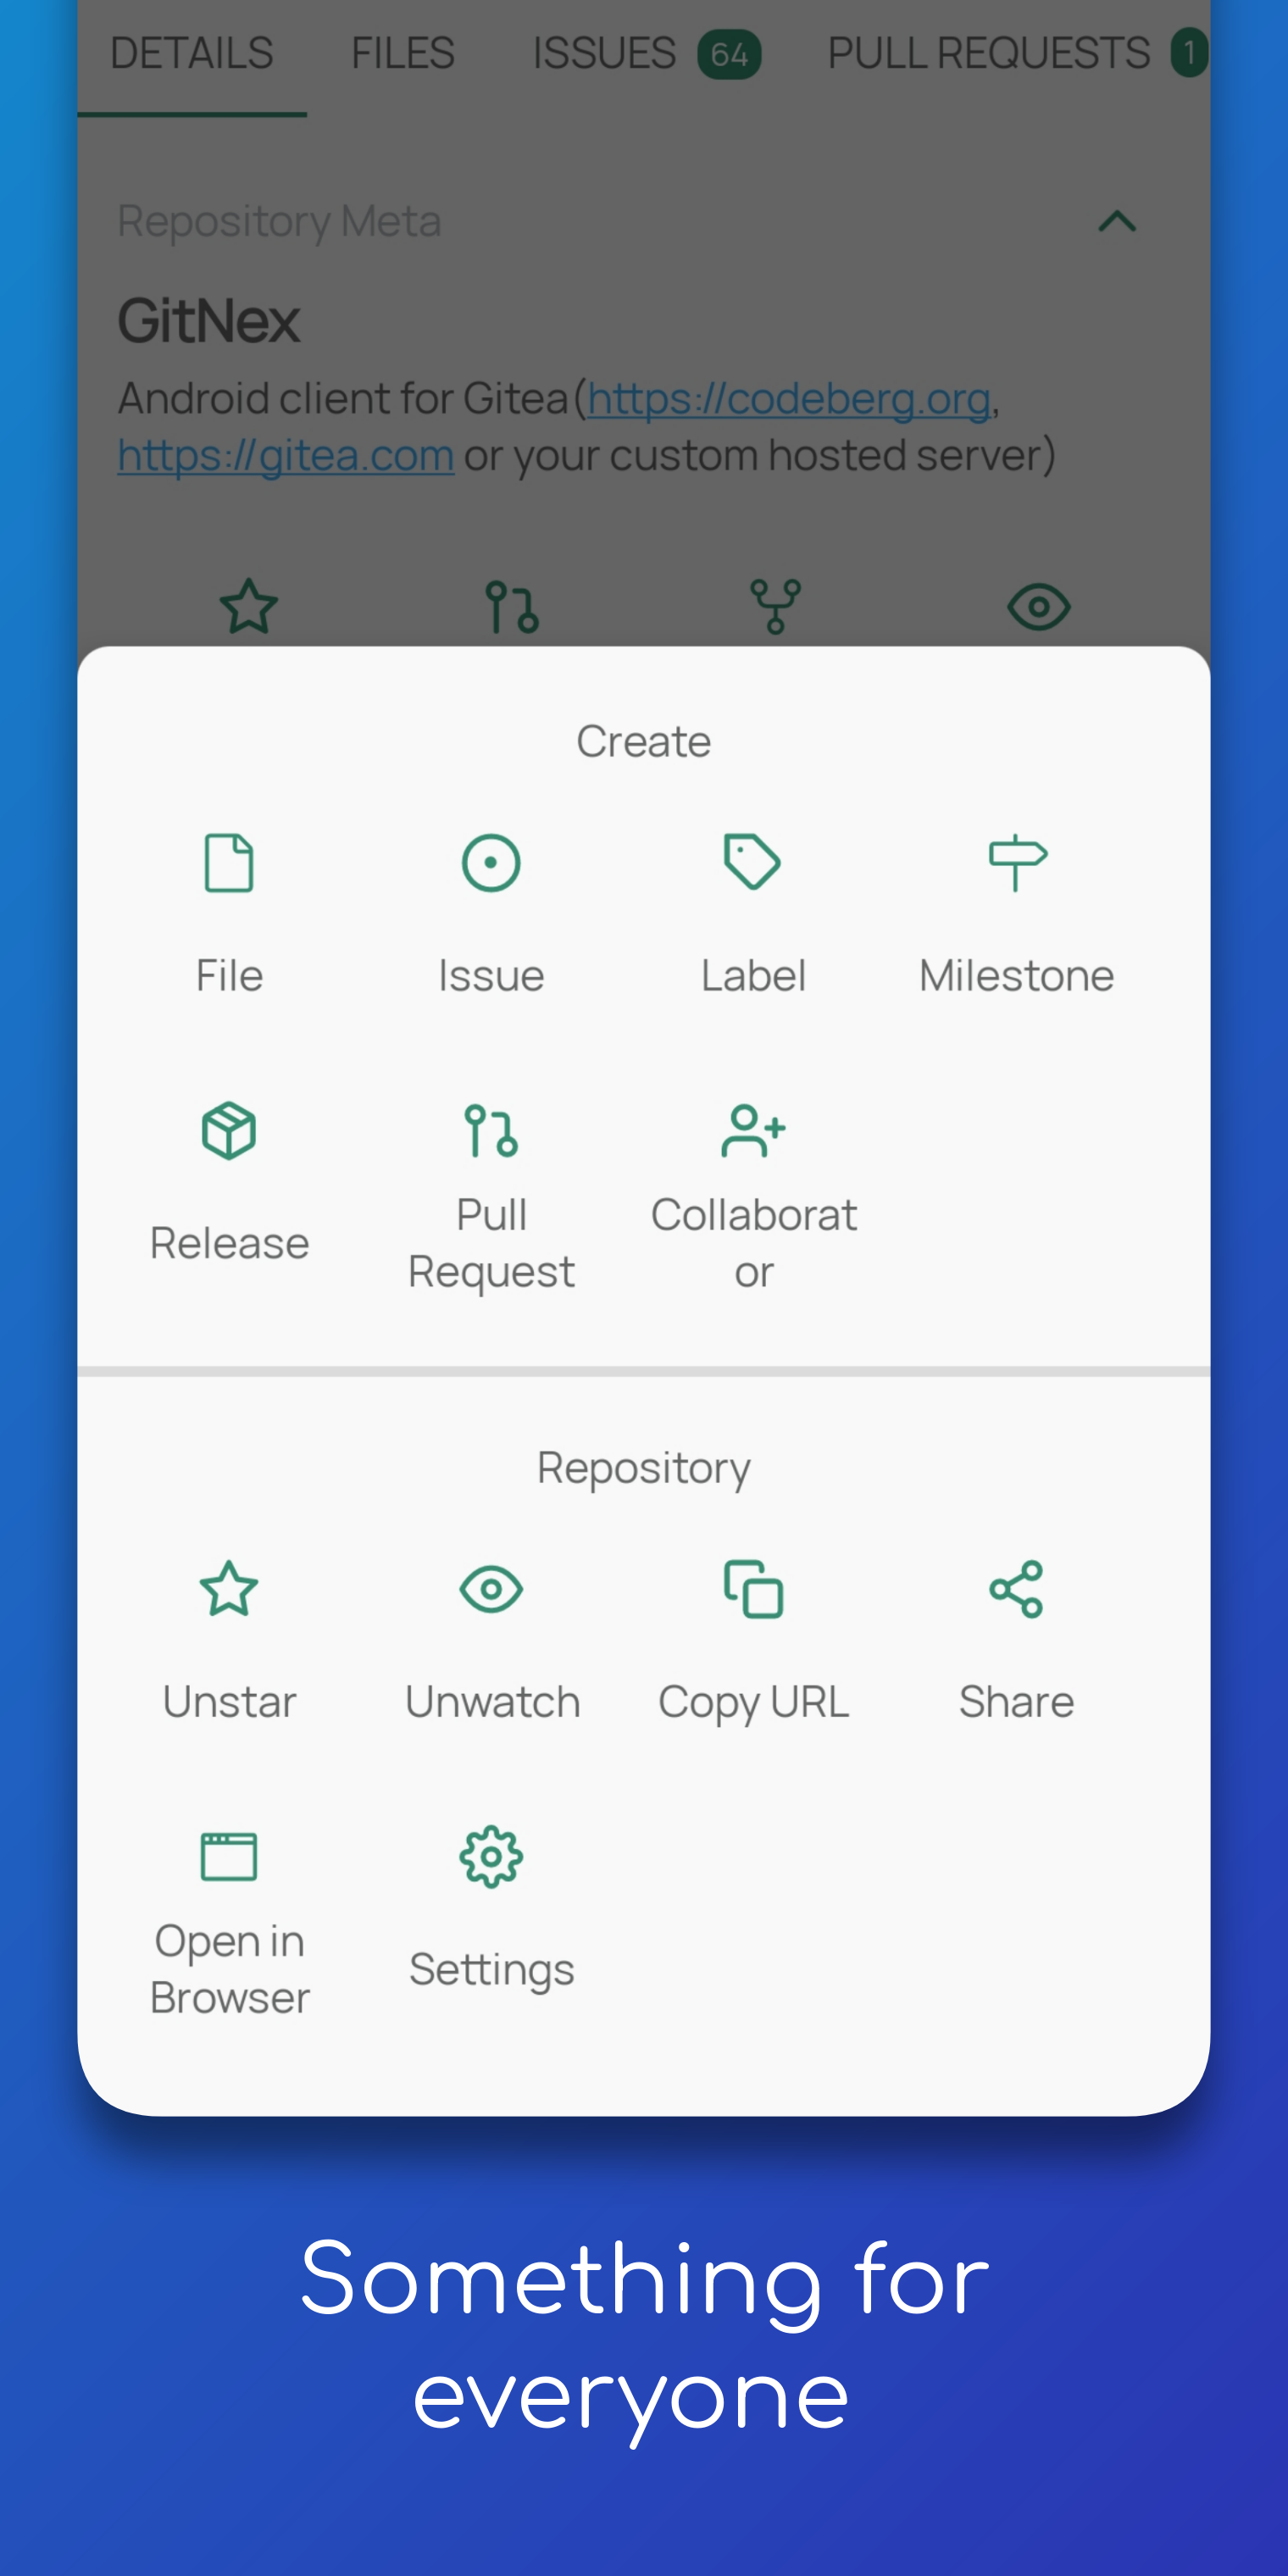 DETAILS FILES ISSUES 64 PULL REQUESTS 1
Repository Meta
GitNex
Android client for Gitea(https://codeberg.org,
https://gitea.com or your custom hosted server)
Create
File Issue Label Milestone
Release Pull Request Collaborator
Repository
Unstar Unwatch Copy URL Share
Open in Browser Settings
Something for
everyone